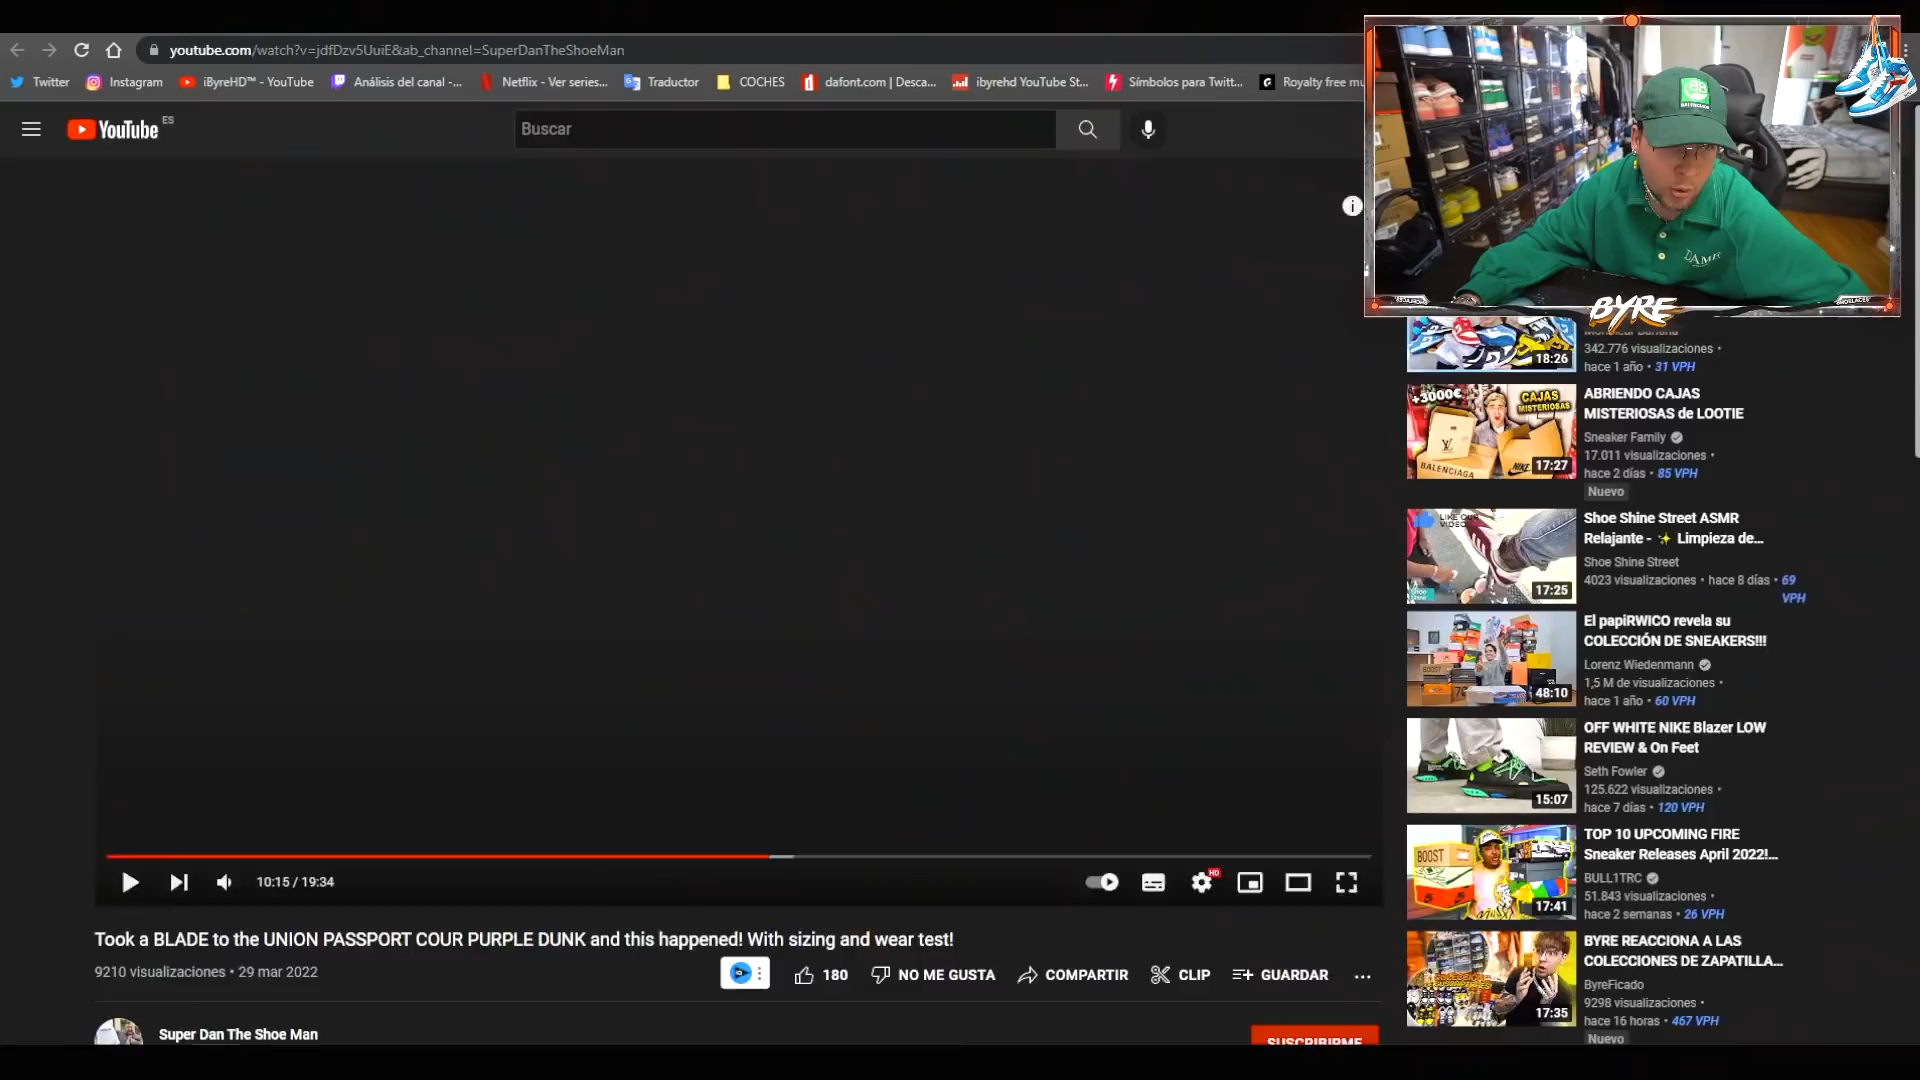 youtube.com/watch?v=jdfDzv5UuiE&ab_channel=SuperDanTheShoeMan
Twitter
Instagram
iByreHD™ - YouTube
Análisis del canal -...
Netflix - Ver series...
Traductor
COCHES
dafont.com | Desca...
ibyrehd YouTube St...
Símbolos para Twitt...
Royalty free mu
YouTube ES
Buscar
BALENCIAGA
BYRE
18:26
342.776 visualizaciones •
hace 1 año • 31 VPH
+3000€
CAJAS
MISTERIOSAS
LV
BALENCIAGA
NIKE
17:27
ABRIENDO CAJAS
MISTERIOSAS de LOOTIE
Sneaker Family
17.011 visualizaciones •
hace 2 días • 85 VPH
Nuevo
LIKE OUR
VIDEO
Shoe
Shine
17:25
Shoe Shine Street ASMR
Relajante - ✨ Limpieza de...
Shoe Shine Street
4023 visualizaciones • hace 8 días • 69
VPH
48:10
El papiRWICO revela su
COLECCIÓN DE SNEAKERS!!!
Lorenz Wiedenmann
1,5 M de visualizaciones •
hace 1 año • 60 VPH
15:07
OFF WHITE NIKE Blazer LOW
REVIEW & On Feet
Seth Fowler
125.622 visualizaciones •
hace 7 días • 120 VPH
BOOST
17:41
TOP 10 UPCOMING FIRE
Sneaker Releases April 2022!...
BULL1TRC
51.843 visualizaciones •
hace 2 semanas • 26 VPH
17:35
BYRE REACCIONA A LAS
COLECCIONES DE ZAPATILLA...
ByreFicado
9298 visualizaciones •
hace 16 horas • 467 VPH
Nuevo
10:15 / 19:34
HD
Took a BLADE to the UNION PASSPORT COUR PURPLE DUNK and this happened! With sizing and wear test!
9210 visualizaciones • 29 mar 2022
180
NO ME GUSTA
COMPARTIR
CLIP
GUARDAR
Super Dan The Shoe Man
SUSCRIBIRME